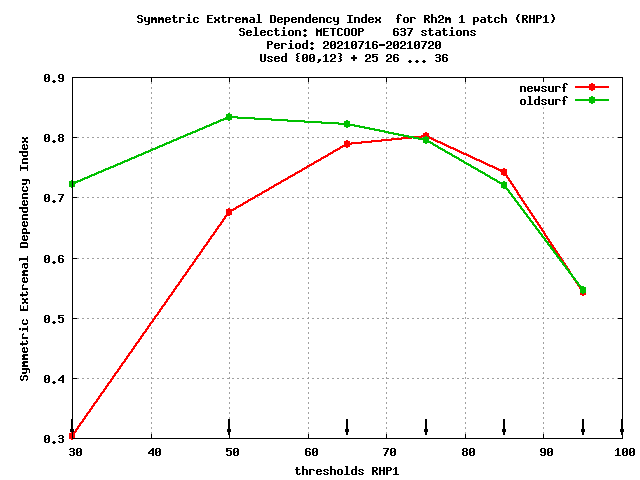 Symmetric Extremal Dependency Index  for Rh2m 1 patch (RHP1)
Selection: METCOOP    637 stations
Period: 20210716-20210720
Used {00,12} + 25 26 ... 36
newsurf
oldsurf
0.9
0.8
0.7
0.6
0.5
0.4
0.3
Symmetric Extremal Dependency Index
30 40 50 60 70 80 90 100
thresholds RHP1